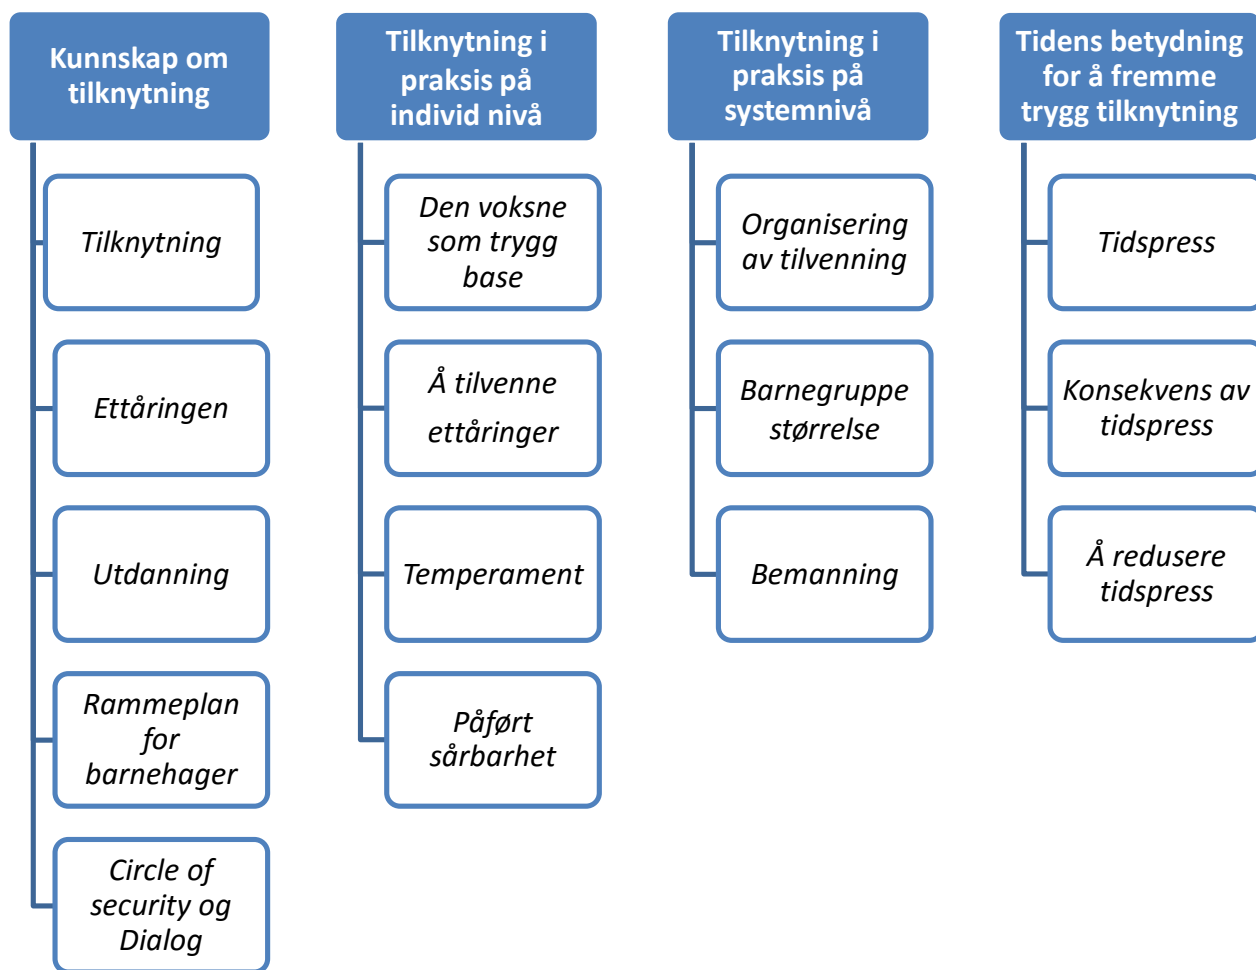 Kunnskap om
tilknytning
Tilknytning
Ettåringen
Utdanning
Rammeplan
for
barnehager
Circle of
security og
Dialog
Tilknytning i
praksis på
individ nivå
Den voksne
som trygg
base
Å tilvenne
ettåringer
Temperament
Påført
sårbarhet
Tilknytning i
praksis på
systemnivå
Organisering
av tilvenning
Barnegruppe
størrelse
Bemanning
Tidens betydning
for å fremme
trygg tilknytning
Tidspress
Konsekvens av
tidspress
Å redusere
tidspress